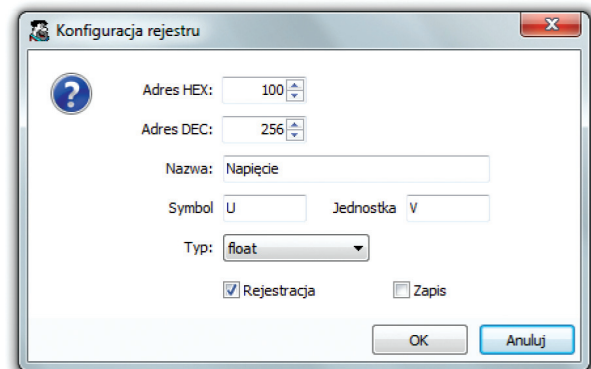 Konfiguracja rejestru
Adres HEX: 100
Adres DEC: 256
Nazwa: Napięcie
Symbol U Jednostka V
Typ: float
Rejestracja Zapis
OK Anuluj